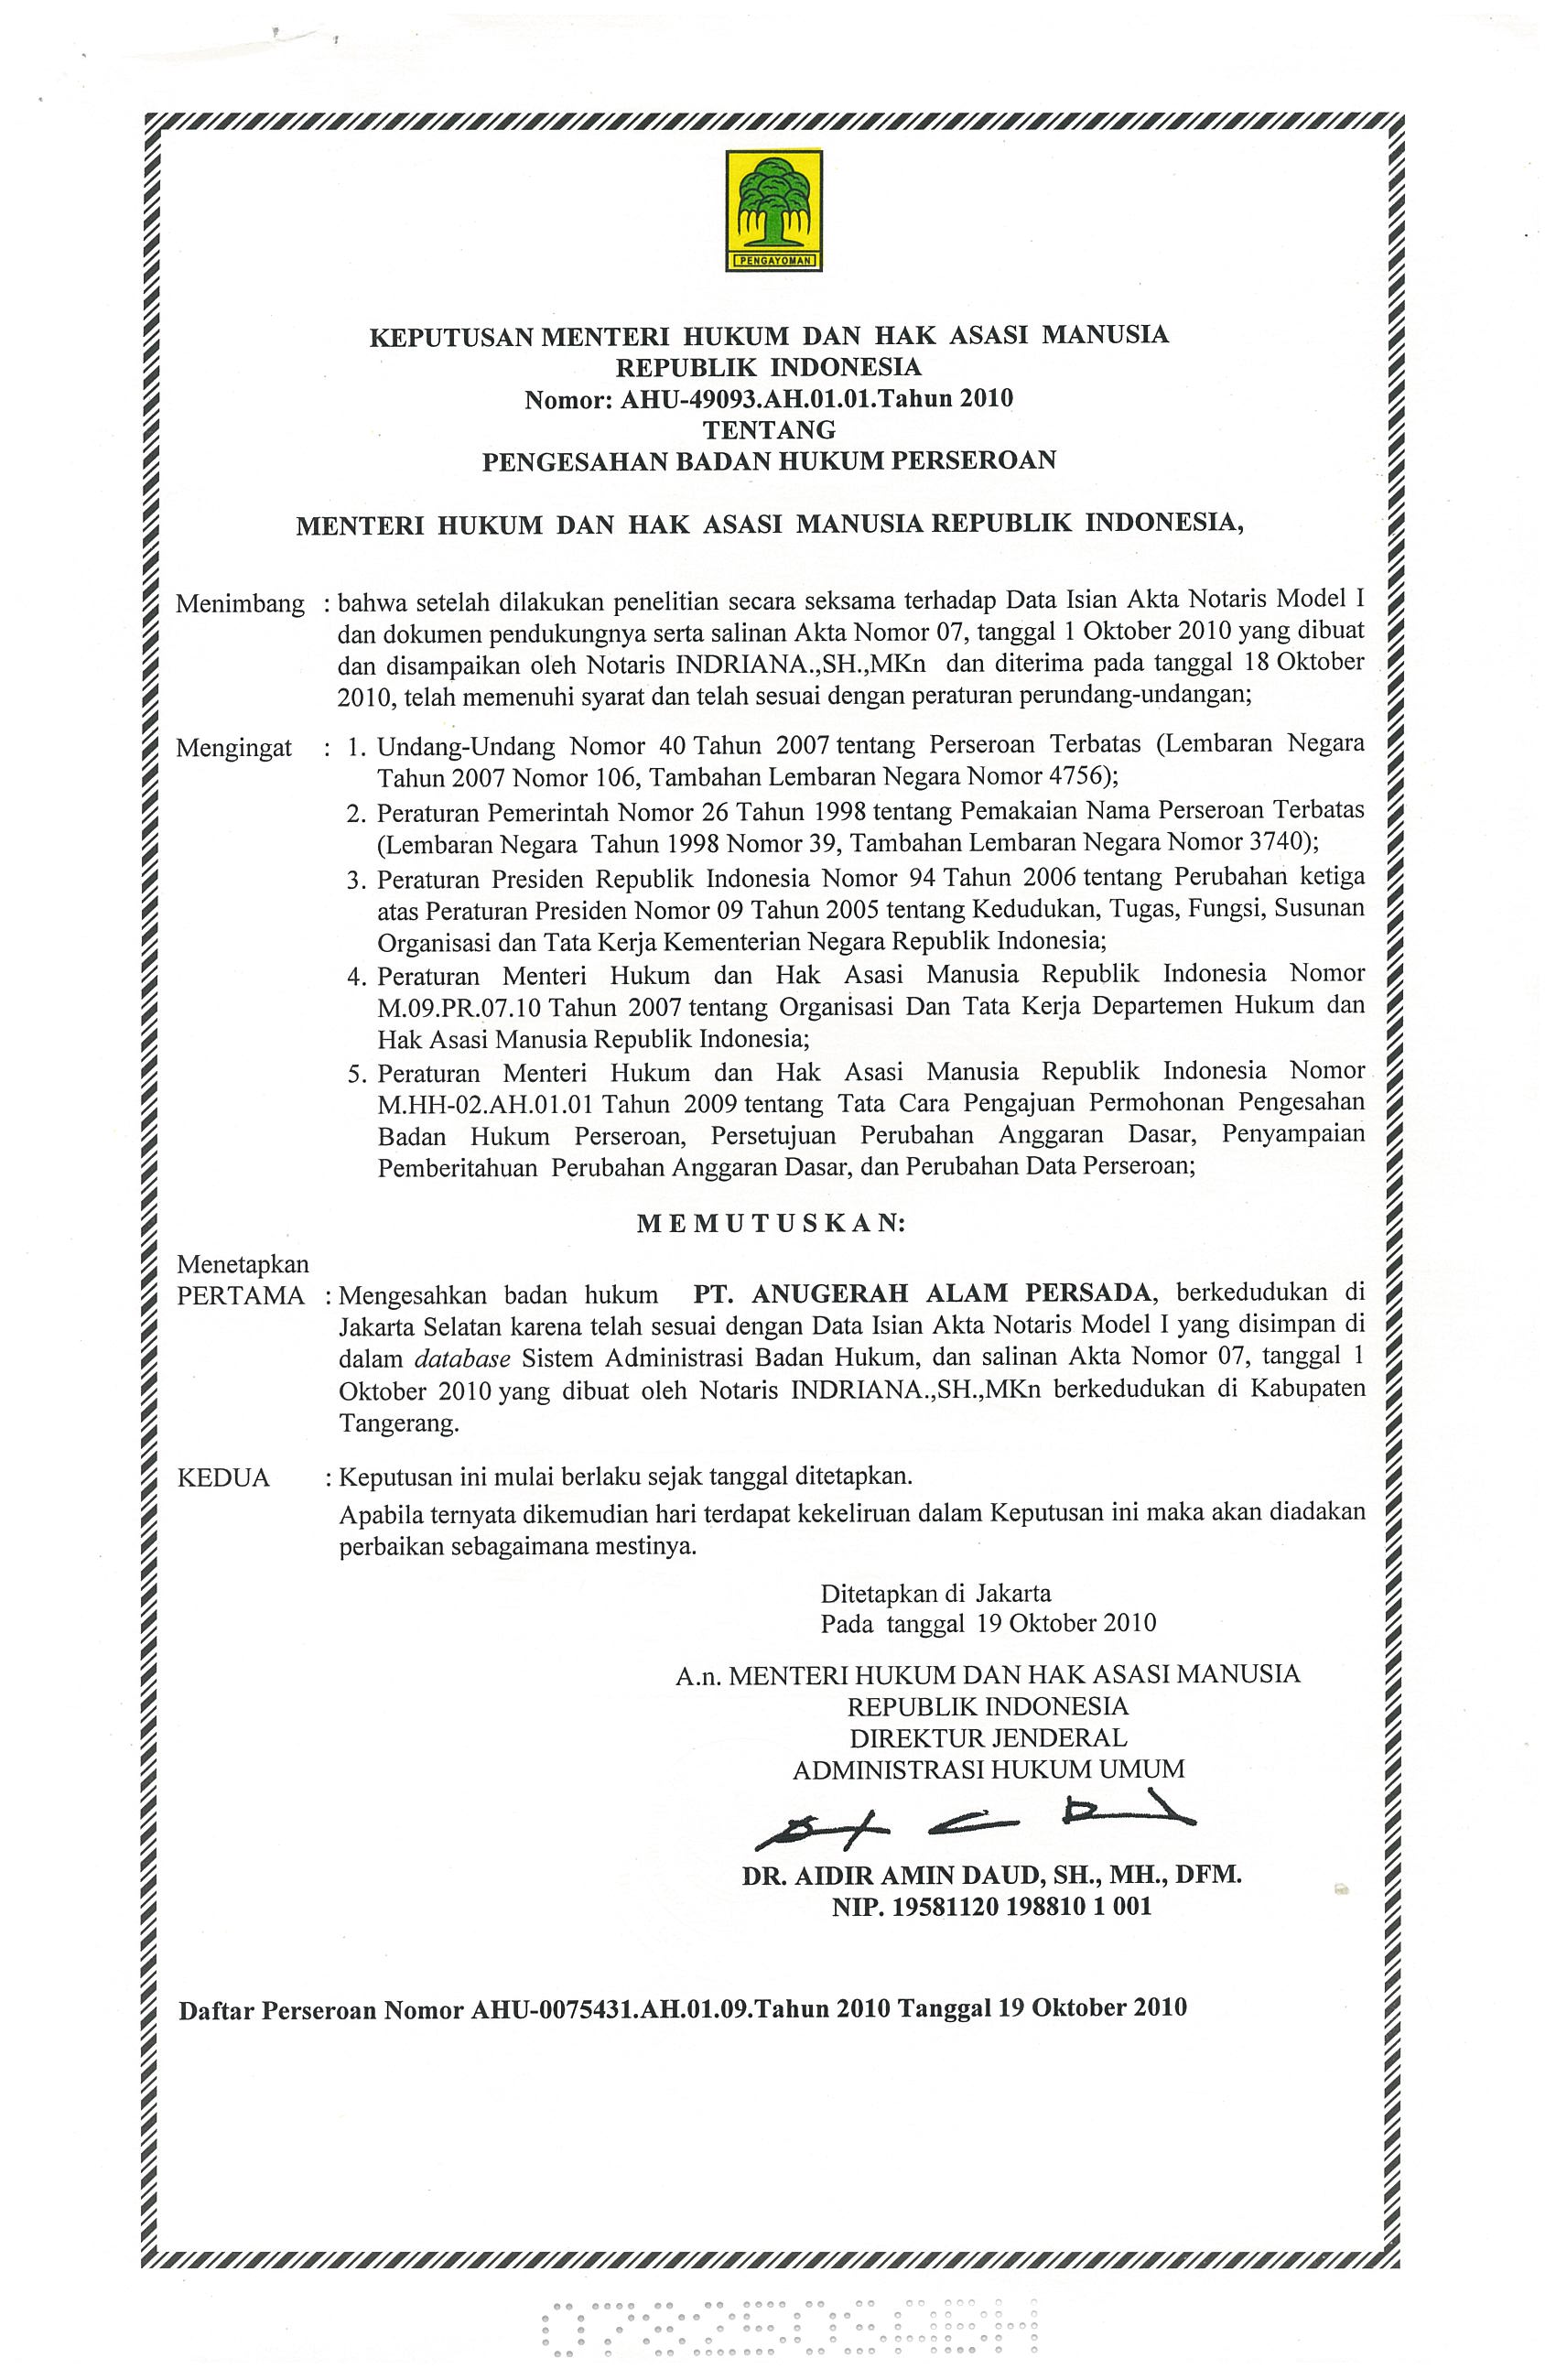 PENGAYOMAN
KEPUTUSAN MENTERI HUKUM DAN HAK ASASI MANUSIA
REPUBLIK INDONESIA
Nomor: AHU-49093.AH.01.01.Tahun 2010
TENTANG
PENGESAHAN BADAN HUKUM PERSEROAN
MENTERI HUKUM DAN HAK ASASI MANUSIA REPUBLIK INDONESIA,
Menimbang : bahwa setelah dilakukan penelitian secara seksama terhadap Data Isian Akta Notaris Model I
dan dokumen pendukungnya serta salinan Akta Nomor 07, tanggal 1 Oktober 2010 yang dibuat
dan disampaikan oleh Notaris INDRIANA.,SH.,MKn dan diterima pada tanggal 18 Oktober
2010, telah memenuhi syarat dan telah sesuai dengan peraturan perundang-undangan;
Mengingat : 1. Undang-Undang Nomor 40 Tahun 2007 tentang Perseroan Terbatas (Lembaran Negara
Tahun 2007 Nomor 106, Tambahan Lembaran Negara Nomor 4756);
2. Peraturan Pemerintah Nomor 26 Tahun 1998 tentang Pemakaian Nama Perseroan Terbatas
(Lembaran Negara Tahun 1998 Nomor 39, Tambahan Lembaran Negara Nomor 3740);
3. Peraturan Presiden Republik Indonesia Nomor 94 Tahun 2006 tentang Perubahan ketiga
atas Peraturan Presiden Nomor 09 Tahun 2005 tentang Kedudukan, Tugas, Fungsi, Susunan
Organisasi dan Tata Kerja Kementerian Negara Republik Indonesia;
4. Peraturan Menteri Hukum dan Hak Asasi Manusia Republik Indonesia Nomor
M.09.PR.07.10 Tahun 2007 tentang Organisasi Dan Tata Kerja Departemen Hukum dan
Hak Asasi Manusia Republik Indonesia;
5. Peraturan Menteri Hukum dan Hak Asasi Manusia Republik Indonesia Nomor
M.HH-02.AH.01.01 Tahun 2009 tentang Tata Cara Pengajuan Permohonan Pengesahan
Badan Hukum Perseroan, Persetujuan Perubahan Anggaran Dasar, Penyampaian
Pemberitahuan Perubahan Anggaran Dasar, dan Perubahan Data Perseroan;
M E M U T U S K A N:
Menetapkan
PERTAMA : Mengesahkan badan hukum PT. ANUGERAH ALAM PERSADA, berkedudukan di
Jakarta Selatan karena telah sesuai dengan Data Isian Akta Notaris Model I yang disimpan di
dalam database Sistem Administrasi Badan Hukum, dan salinan Akta Nomor 07, tanggal 1
Oktober 2010 yang dibuat oleh Notaris INDRIANA.,SH.,MKn berkedudukan di Kabupaten
Tangerang.
KEDUA : Keputusan ini mulai berlaku sejak tanggal ditetapkan.
Apabila ternyata dikemudian hari terdapat kekeliruan dalam Keputusan ini maka akan diadakan
perbaikan sebagaimana mestinya.
Ditetapkan di Jakarta
Pada tanggal 19 Oktober 2010
A.n. MENTERI HUKUM DAN HAK ASASI MANUSIA
REPUBLIK INDONESIA
DIREKTUR JENDERAL
ADMINISTRASI HUKUM UMUM
DR. AIDIR AMIN DAUD, SH., MH., DFM.
NIP. 19581120 198810 1 001
Daftar Perseroan Nomor AHU-0075431.AH.01.09.Tahun 2010 Tanggal 19 Oktober 2010